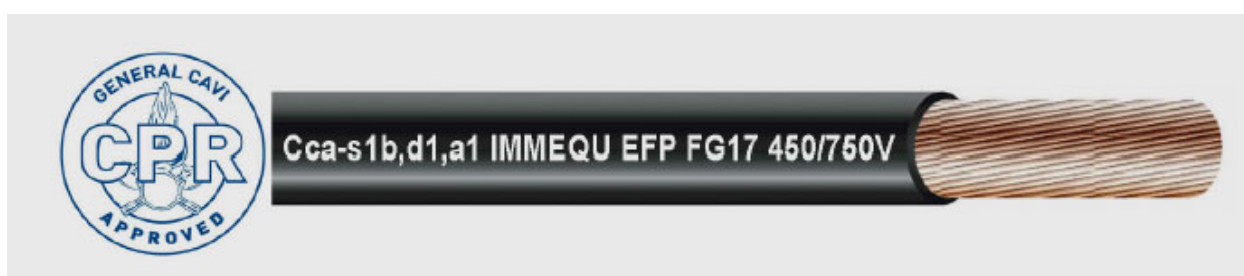 GENERAL CAVI
CPR
APPROVED
Cca-s1b,d1,a1 IMMEQU EFP FG17 450/750V